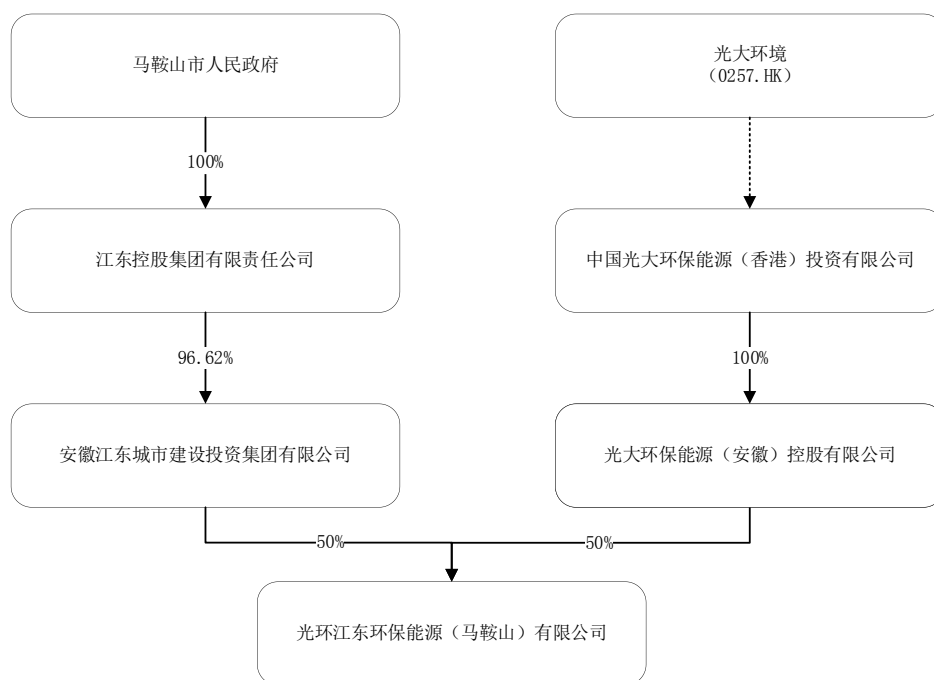 马鞍山市人民政府
光大环境
（0257.HK）
100%
江东控股集团有限责任公司
中国光大环保能源（香港）投资有限公司
96.62%
100%
安徽江东城市建设投资集团有限公司
光大环保能源（安徽）控股有限公司
50%
50%
光环江东环保能源（马鞍山）有限公司